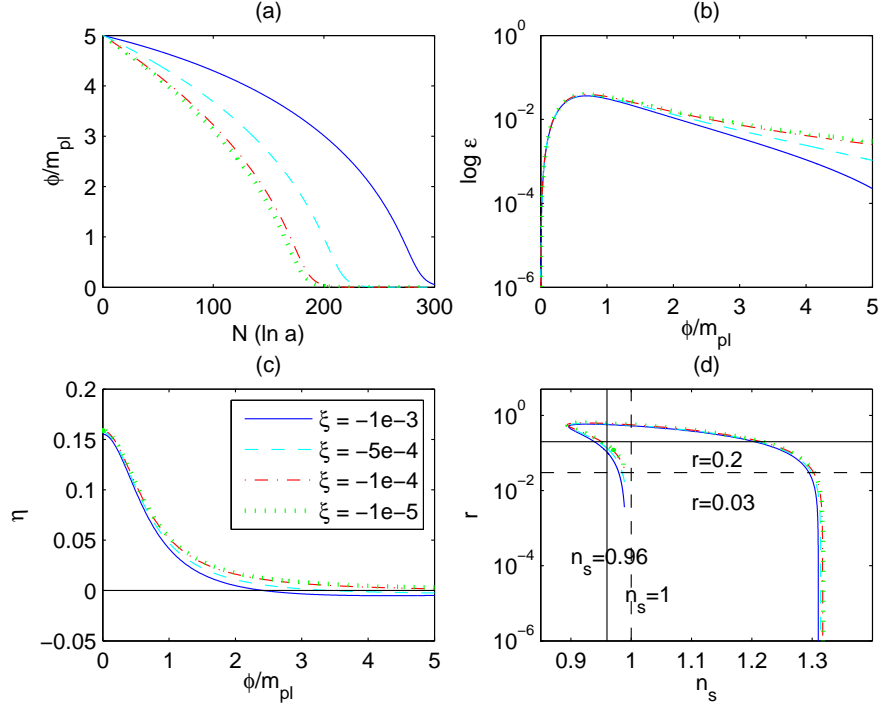 (a)
5
4
3
2
1
0
0 100 200 300
ϕ/m_pl
N (ln a)
(b)
10^0
10^−2
10^−4
10^−6
0 1 2 3 4 5
log ε
ϕ/m_pl
(c)
0.2
0.15
0.1
0.05
0
−0.05
0 1 2 3 4 5
η
ϕ/m_pl
ξ = −1e−3
ξ = −5e−4
ξ = −1e−4
ξ = −1e−5
(d)
10^0
10^−2
10^−4
10^−6
0.9 1 1.1 1.2 1.3
r
n_s
r=0.2
r=0.03
n_s=0.96
n_s=1